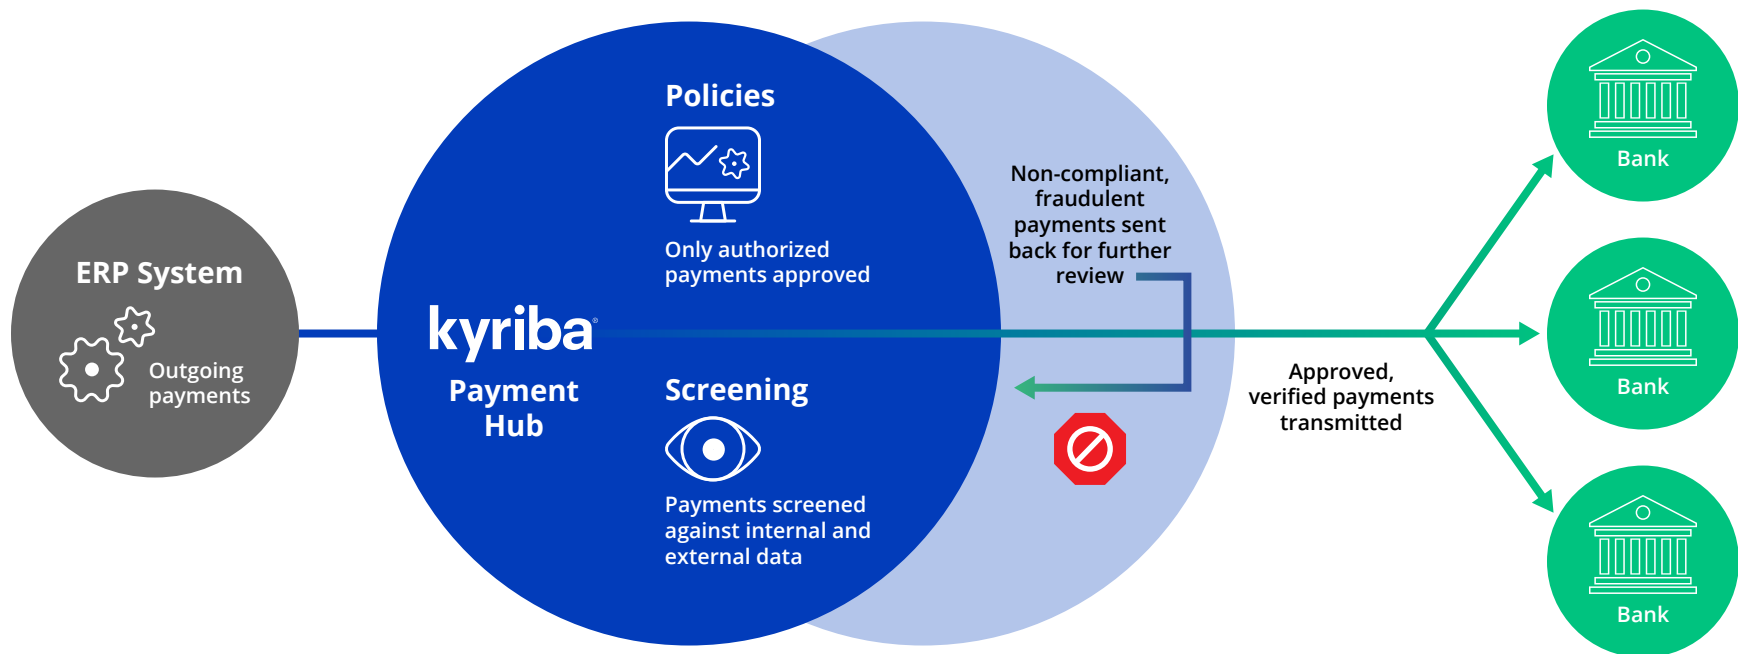 ERP System
Outgoing
payments
kyriba®
Payment
Hub
Policies
Only authorized
payments approved
Screening
Payments screened
against internal and
external data
Non-compliant,
fraudulent
payments sent
back for further
review
Approved,
verified payments
transmitted
Bank
Bank
Bank